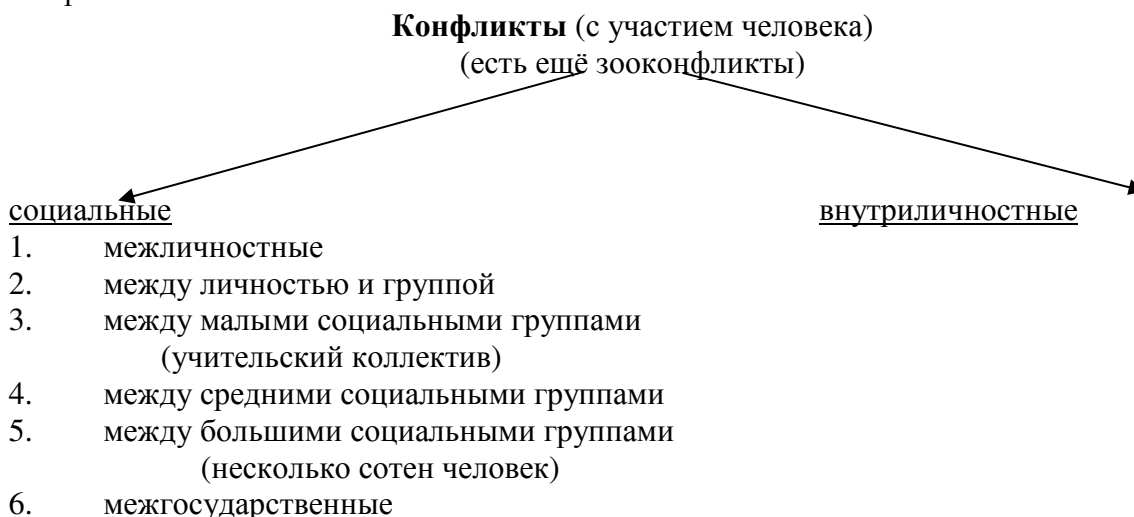 Конфликты (с участием человека)
(есть ещё зооконфликты)
социальные внутриличностные
1. межличностные
2. между личностью и группой
3. между малыми социальными группами
(учительский коллектив)
4. между средними социальными группами
5. между большими социальными группами
(несколько сотен человек)
6. межгосударственные